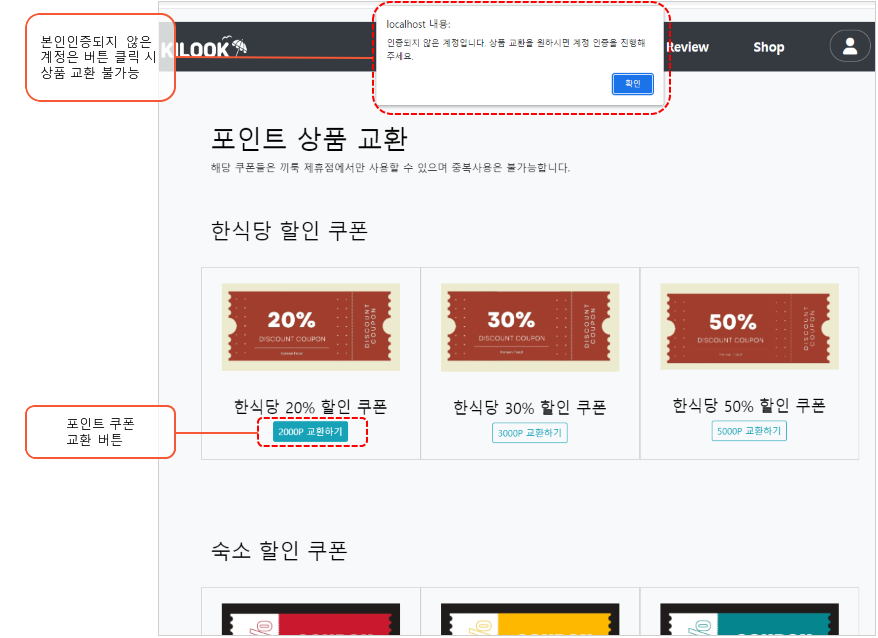 본인인증되지 않은
계정은 버튼 클릭 시
상품 교환 불가능
KILOOK
localhost 내용:
인증되지 않은 계정입니다. 상품 교환을 원하시면 계정 인증을 진행해
주세요.
확인
Review
Shop
포인트 상품 교환
해당 쿠폰들은 끼룩 제휴점에서만 사용할 수 있으며 중복사용은 불가능합니다.
한식당 할인 쿠폰
20%
DISCOUNT COUPON
Korean Food
DISCOUNT
COUPON
30%
DISCOUNT COUPON
Korean Food
DISCOUNT
COUPON
50%
DISCOUNT COUPON
DISCOUNT
COUPON
한식당 20% 할인 쿠폰
2000P 교환하기
한식당 30% 할인 쿠폰
3000P 교환하기
한식당 50% 할인 쿠폰
5000P 교환하기
포인트 쿠폰
교환 버튼
숙소 할인 쿠폰
%
COUPON
%
COUPON
%
COUPON